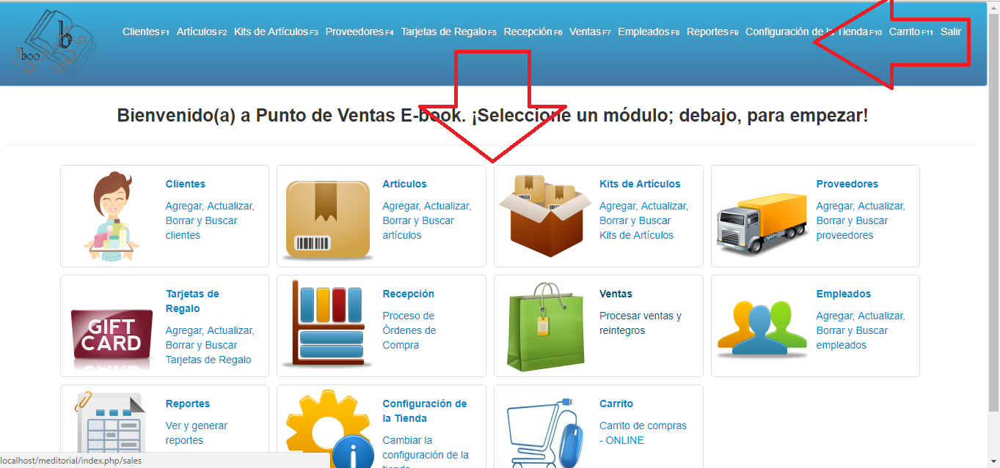 b
boo
Clientes F1 Artículos F2 Kits de Artículos F3 Proveedores F4 Tarjetas de Regalo F5 Recepción F6 Ventas F7 Empleados F8 Reportes F9 Configuración de la Tienda F10 Carrito F11 Salir
Bienvenido(a) a Punto de Ventas E-book. ¡Seleccione un módulo; debajo, para empezar!
Clientes
Agregar, Actualizar,
Borrar y Buscar
clientes
Artículos
Agregar, Actualizar,
Borrar y Buscar
artículos
Kits de Artículos
Agregar, Actualizar,
Borrar y Buscar
Kits de Artículos
Proveedores
Agregar, Actualizar,
Borrar y Buscar
proveedores
GIFT
CARD
Tarjetas de
Regalo
Agregar, Actualizar,
Borrar y Buscar
Tarjetas de Regalo
Recepción
Proceso de
Órdenes de
Compra
Ventas
Procesar ventas y
reintegros
Empleados
Agregar, Actualizar,
Borrar y Buscar
empleados
Reportes
Ver y generar
reportes
i
Configuración de
la Tienda
Cambiar la
configuración de la
tienda
Carrito
Carrito de compras
- ONLINE
localhost/meditorial/index.php/sales